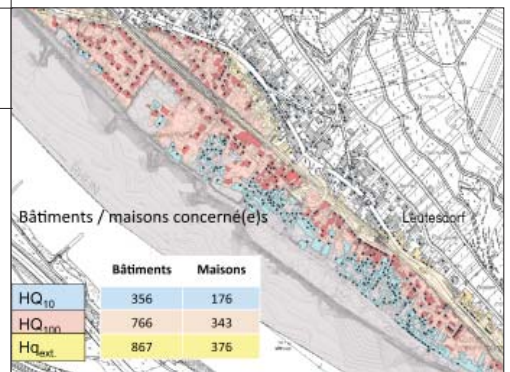 Bâtiments / maisons concerné(e)s
Leutesdorf
Bâtiments Maisons
HQ10 356 176
HQ100 766 343
Hqext. 867 376